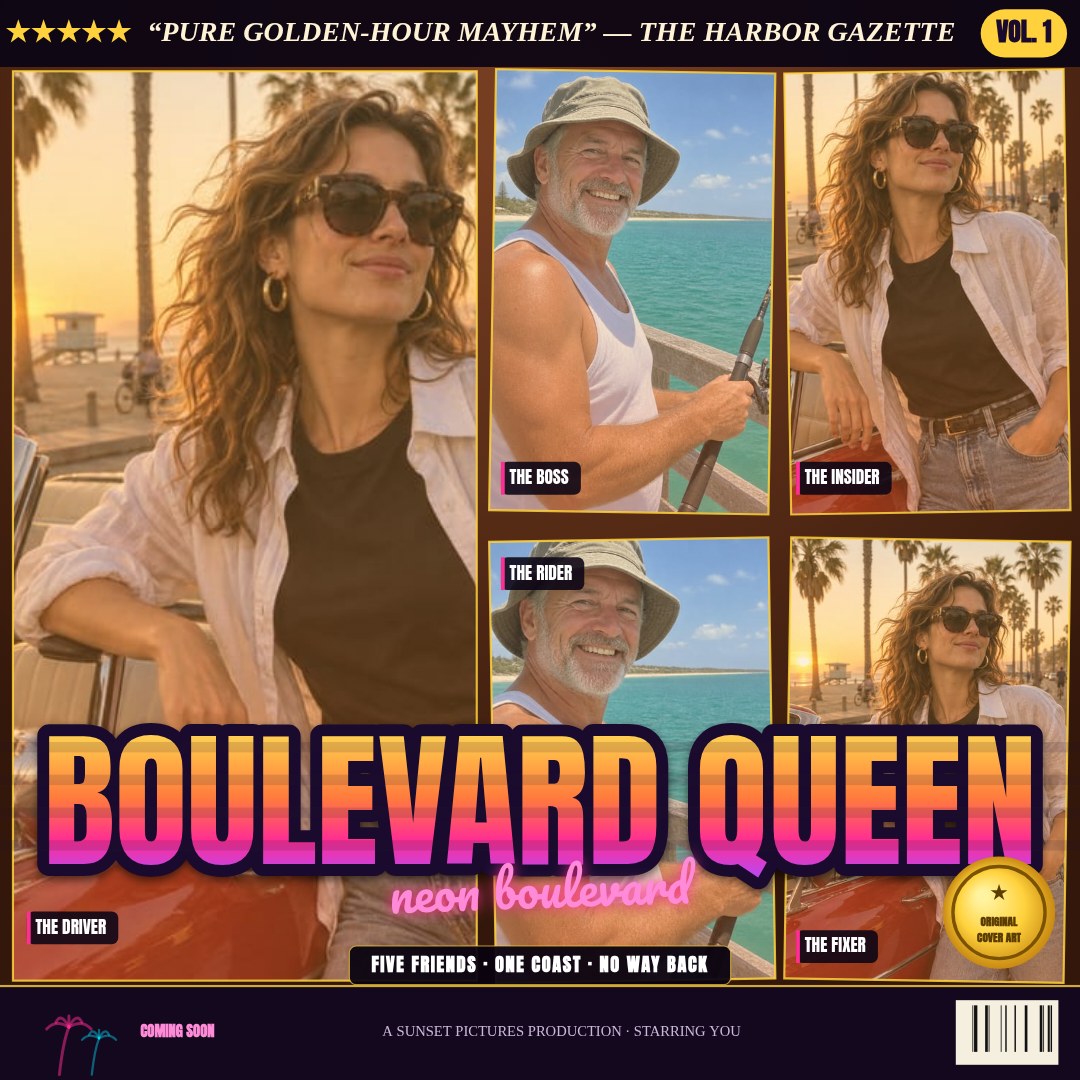 ★★★★★ “PURE GOLDEN-HOUR MAYHEM” — THE HARBOR GAZETTE
VOL. 1
THE BOSS
THE INSIDER
THE RIDER
BOULEVARD QUEEN
neon boulevard
THE DRIVER
THE FIXER
★
ORIGINAL
COVER ART
FIVE FRIENDS · ONE COAST · NO WAY BACK
COMING SOON
A SUNSET PICTURES PRODUCTION · STARRING YOU